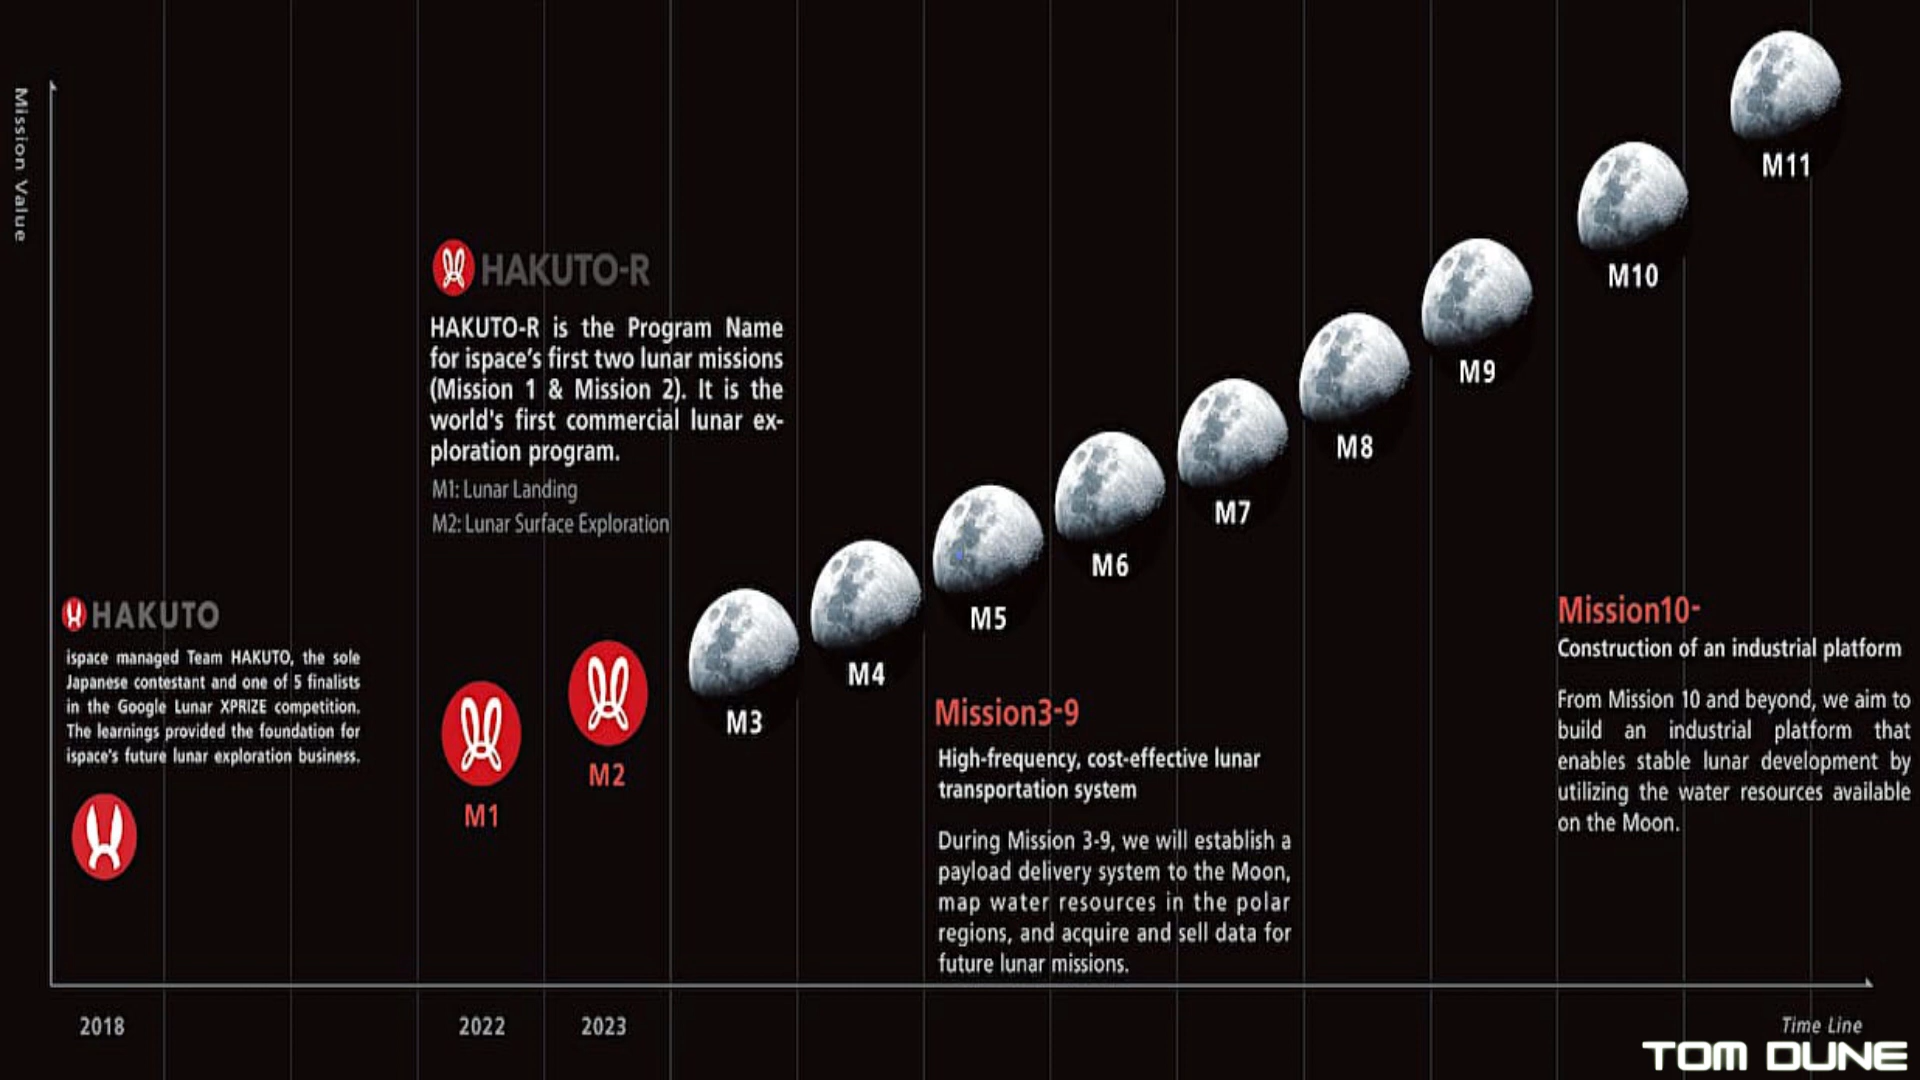 Mission Value
M11
M10
HAKUTO-R
HAKUTO-R is the Program Name
for ispace's first two lunar missions
(Mission 1 & Mission 2). It is the
world's first commercial lunar ex-
ploration program.
M1: Lunar Landing
M2: Lunar Surface Exploration
M9
M8
M7
M6
M5
M4
M3
HAKUTO
ispace managed Team HAKUTO, the sole
Japanese contestant and one of 5 finalists
in the Google Lunar XPRIZE competition.
The learnings provided the foundation for
ispace's future lunar exploration business.
M1
M2
Mission3-9
High-frequency, cost-effective lunar
transportation system
During Mission 3-9, we will establish a
payload delivery system to the Moon,
map water resources in the polar
regions, and acquire and sell data for
future lunar missions.
Mission10-
Construction of an industrial platform
From Mission 10 and beyond, we aim to
build an industrial platform that
enables stable lunar development by
utilizing the water resources available
on the Moon.
2018
2022
2023
Time Line
TOM DUNE